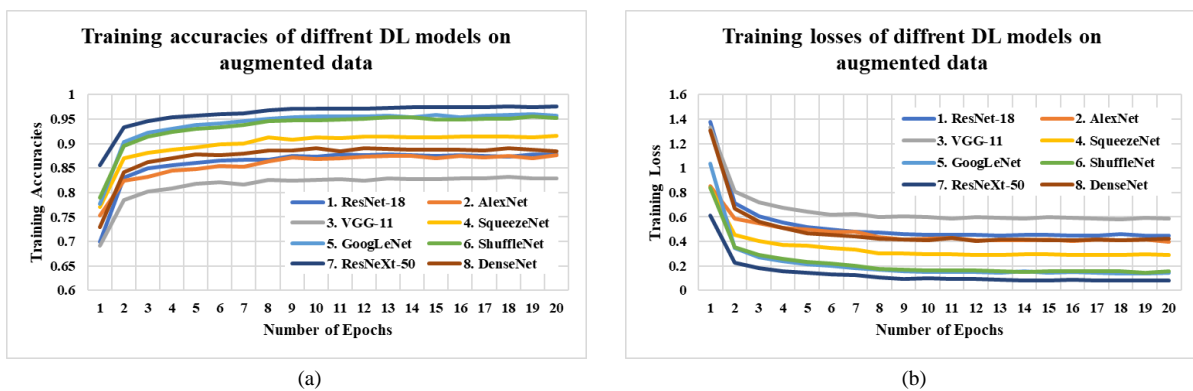 Training accuracies of diffrent DL models on
augmented data
Training Accuracies
1
0.95
0.9
0.85
0.8
0.75
0.7
0.65
0.6
1. ResNet-18 2. AlexNet
3. VGG-11 4. SqueezeNet
5. GoogLeNet 6. ShuffleNet
7. ResNeXt-50 8. DenseNet
1 2 3 4 5 6 7 8 9 10 11 12 13 14 15 16 17 18 19 20
Number of Epochs
(a)
Training losses of diffrent DL models on
augmented data
Training Loss
1.6
1.4
1.2
1
0.8
0.6
0.4
0.2
0
1. ResNet-18 2. AlexNet
3. VGG-11 4. SqueezeNet
5. GoogLeNet 6. ShuffleNet
7. ResNeXt-50 8. DenseNet
1 2 3 4 5 6 7 8 9 10 11 12 13 14 15 16 17 18 19 20
Number of Epochs
(b)